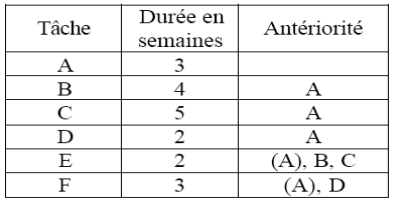 Tâche Durée en semaines Antériorité
A 3
B 4 A
C 5 A
D 2 A
E 2 (A), B, C
F 3 (A), D